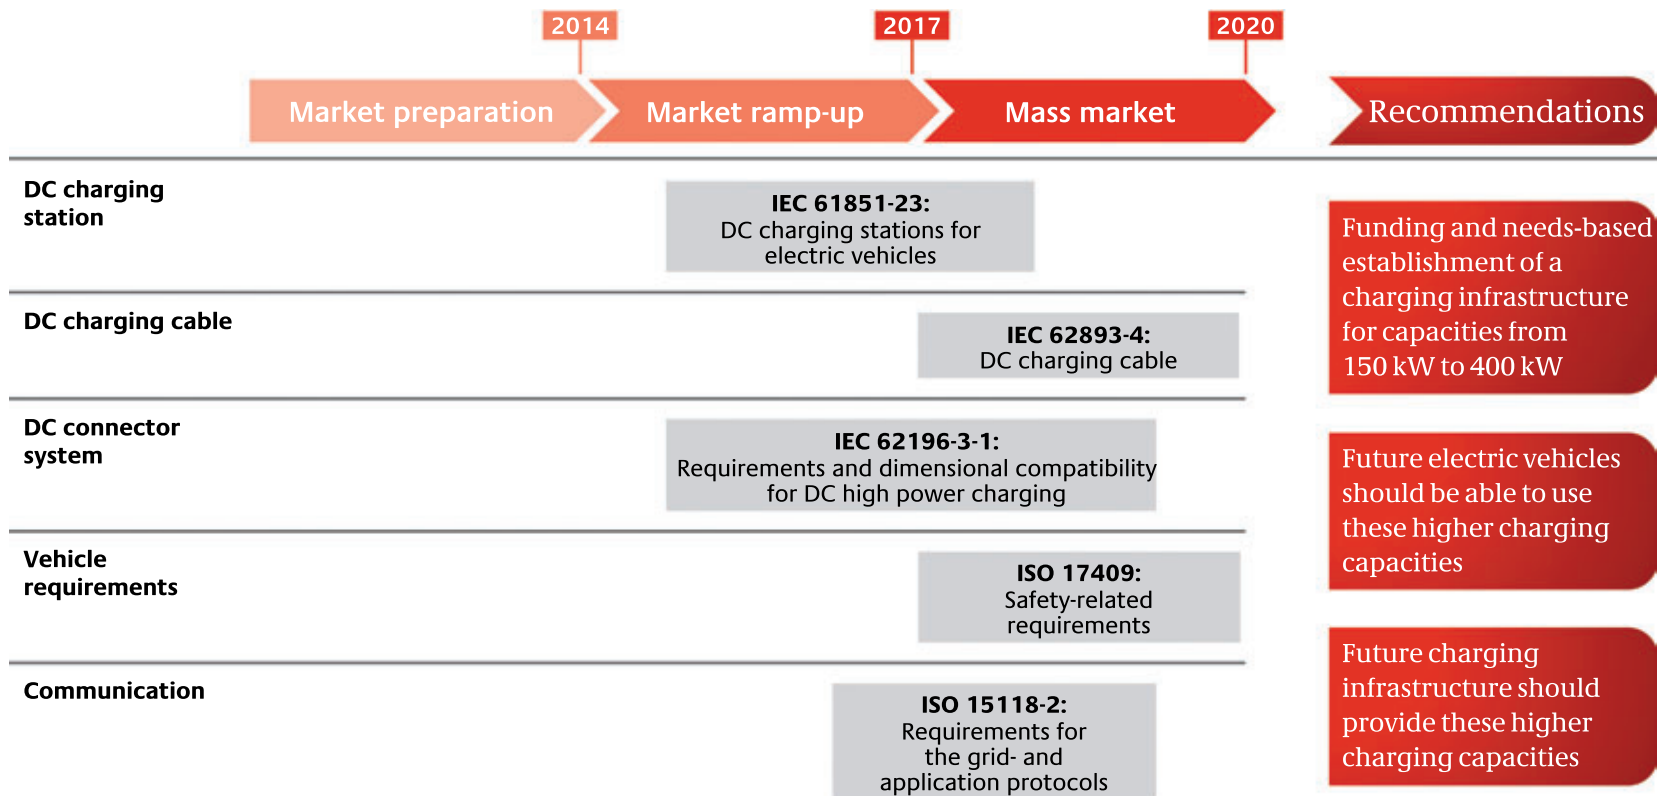 2014
2017
2020
Market preparation
Market ramp-up
Mass market
Recommendations
DC charging
station
IEC 61851-23:
DC charging stations for
electric vehicles
DC charging cable
IEC 62893-4:
DC charging cable
DC connector
system
IEC 62196-3-1:
Requirements and dimensional compatibility
for DC high power charging
Vehicle
requirements
ISO 17409:
Safety-related
requirements
Communication
ISO 15118-2:
Requirements for
the grid- and
application protocols
Funding and needs-based
establishment of a
charging infrastructure
for capacities from
150 kW to 400 kW
Future electric vehicles
should be able to use
these higher charging
capacities
Future charging
infrastructure should
provide these higher
charging capacities